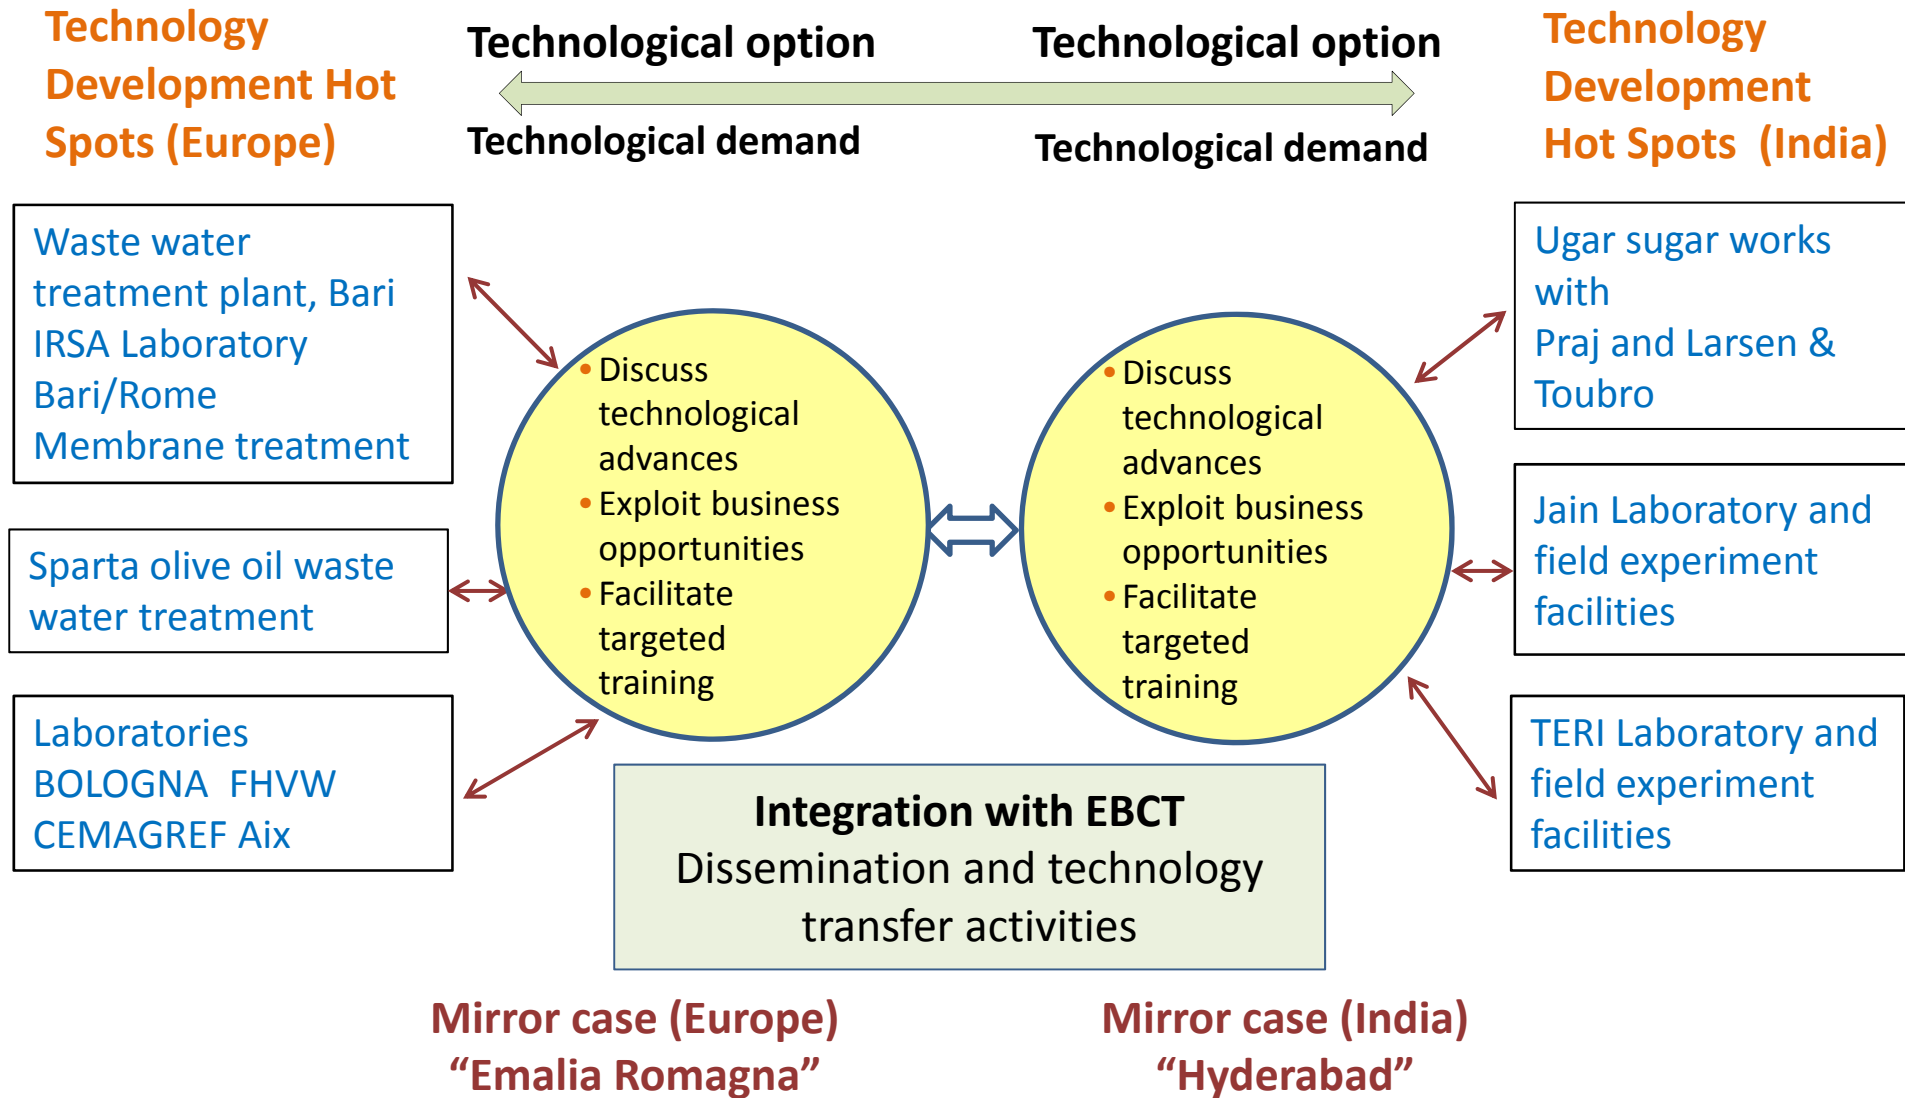 Technology
Development Hot
Spots (Europe)
Technological option
Technological option
Technological demand
Technological demand
Technology
Development
Hot Spots (India)
Waste water
treatment plant, Bari
IRSA Laboratory
Bari/Rome
Membrane treatment
Sparta olive oil waste
water treatment
Laboratories
BOLOGNA FHVW
CEMAGREF Aix
• Discuss
technological
advances
• Exploit business
opportunities
• Facilitate
targeted
training
• Discuss
technological
advances
• Exploit business
opportunities
• Facilitate
targeted
training
Ugar sugar works
with
Praj and Larsen &
Toubro
Jain Laboratory and
field experiment
facilities
TERI Laboratory and
field experiment
facilities
Integration with EBCT
Dissemination and technology
transfer activities
Mirror case (Europe)
“Emalia Romagna”
Mirror case (India)
“Hyderabad”